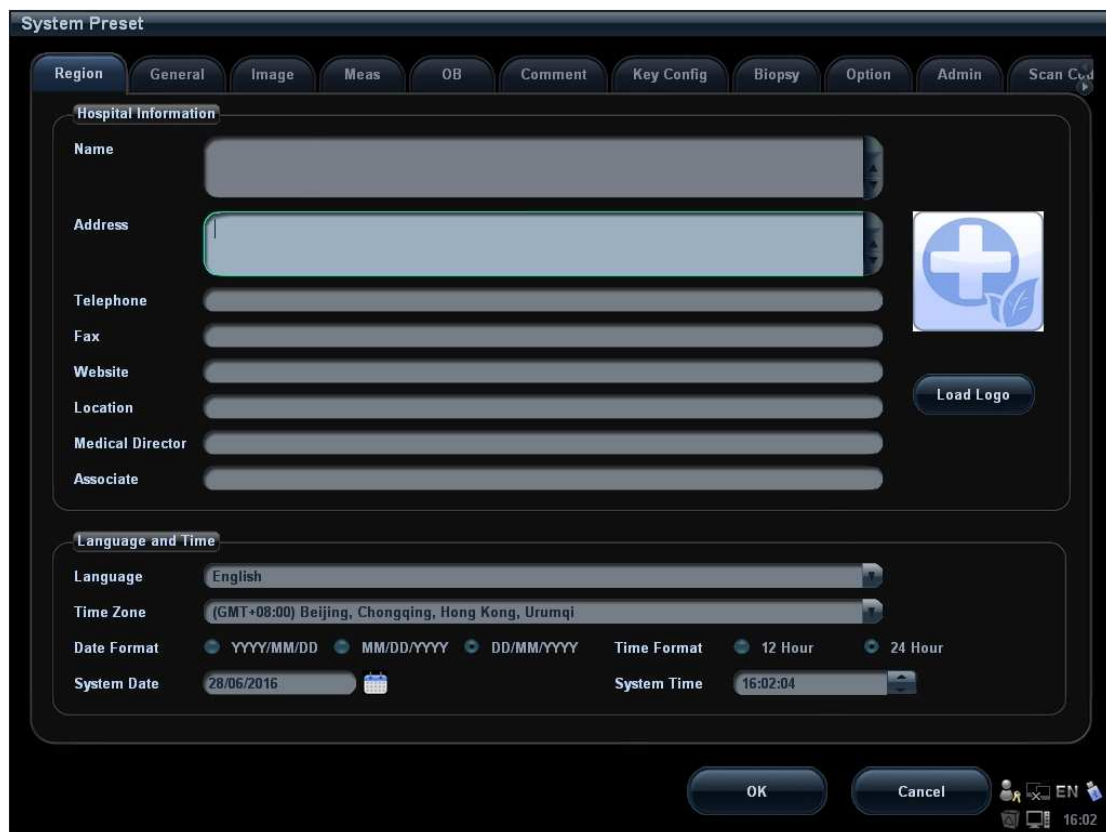 System Preset
Region General Image Meas OB Comment Key Config Biopsy Option Admin Scan
Hospital Information
Name
Address
Telephone
Fax
Website
Load Logo
Location
Medical Director
Associate
Language and Time
Language English
Time Zone (GMT+08:00) Beijing, Chongqing, Hong Kong, Urumqi
Date Format YYYY/MM/DD MM/DD/YYYY DD/MM/YYYY Time Format 12 Hour 24 Hour
System Date 28/06/2016 System Time 16:02:04
OK Cancel EN
16:02